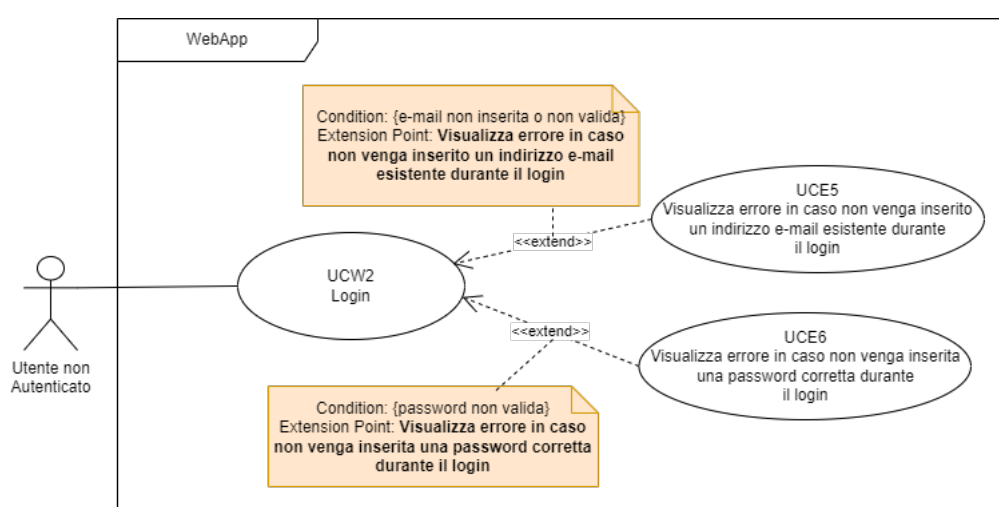 WebApp
Condition: {e-mail non inserita o non valida}
Extension Point: Visualizza errore in caso
non venga inserito un indirizzo e-mail
esistente durante il login
UCE5
Visualizza errore in caso non venga inserito
un indirizzo e-mail esistente durante
il login
<<extend>>
UCW2
Login
<<extend>>
UCE6
Visualizza errore in caso non venga inserita
una password corretta durante
il login
Utente non
Autenticato
Condition: {password non valida}
Extension Point: Visualizza errore in caso
non venga inserita una password corretta
durante il login